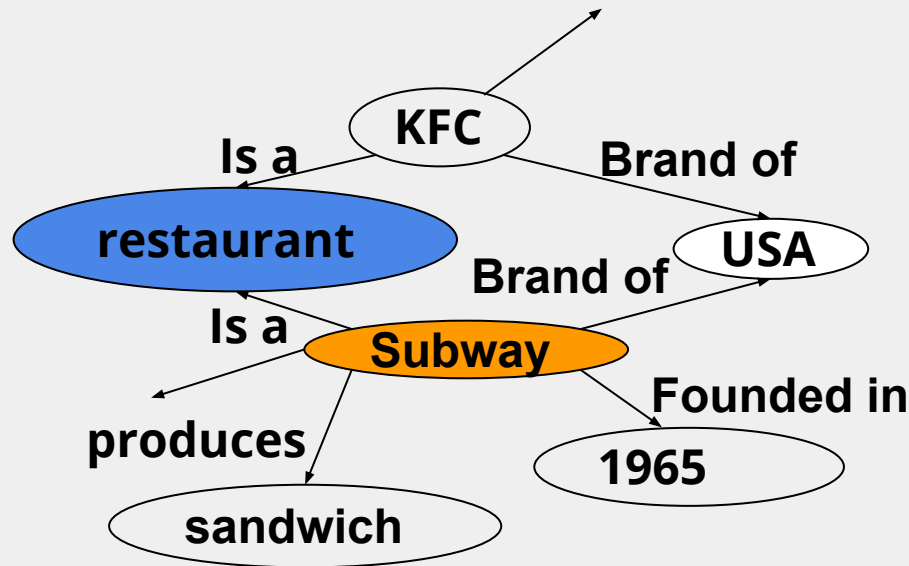 KFC
Is a
Brand of
restaurant
USA
Brand of
Is a
Subway
Founded in
produces
1965
sandwich